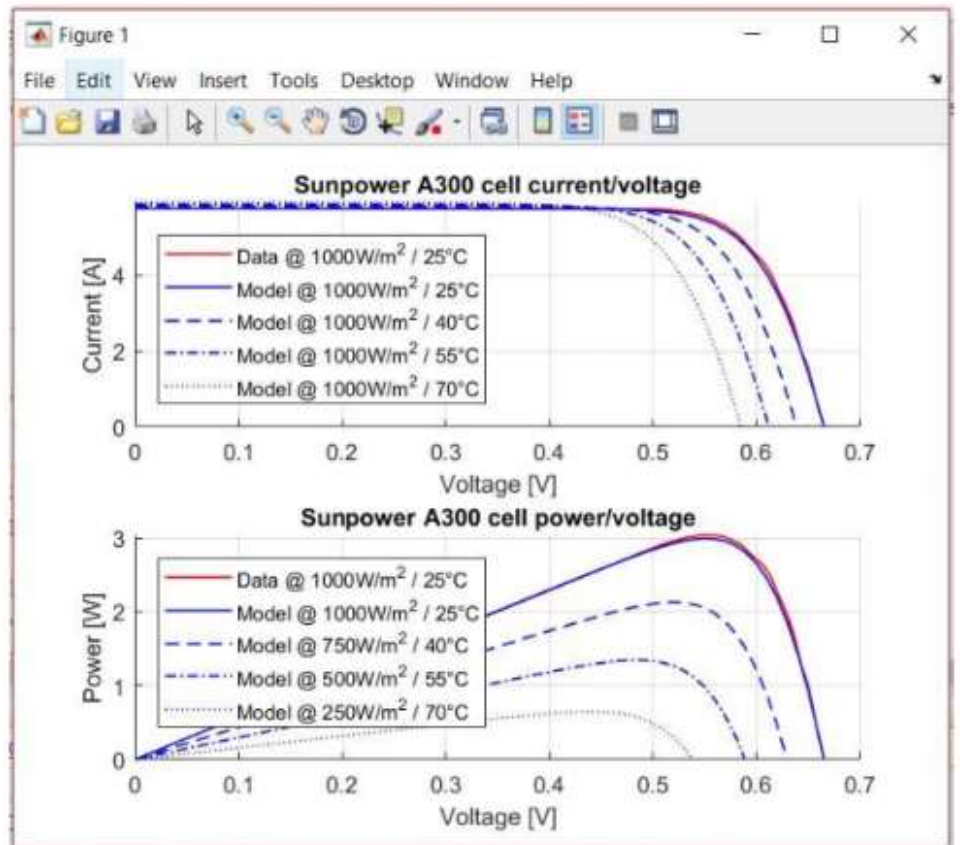 Figure 1
File Edit View Insert Tools Desktop Window Help
Sunpower A300 cell current/voltage
Data @ 1000W/m² / 25°C
Model @ 1000W/m² / 25°C
Model @ 1000W/m² / 40°C
Model @ 1000W/m² / 55°C
Model @ 1000W/m² / 70°C
Current [A]
4
2
0
0 0.1 0.2 0.3 0.4 0.5 0.6 0.7
Voltage [V]
Sunpower A300 cell power/voltage
Data @ 1000W/m² / 25°C
Model @ 1000W/m² / 25°C
Model @ 750W/m² / 40°C
Model @ 500W/m² / 55°C
Model @ 250W/m² / 70°C
Power [W]
3
2
1
0
0 0.1 0.2 0.3 0.4 0.5 0.6 0.7
Voltage [V]